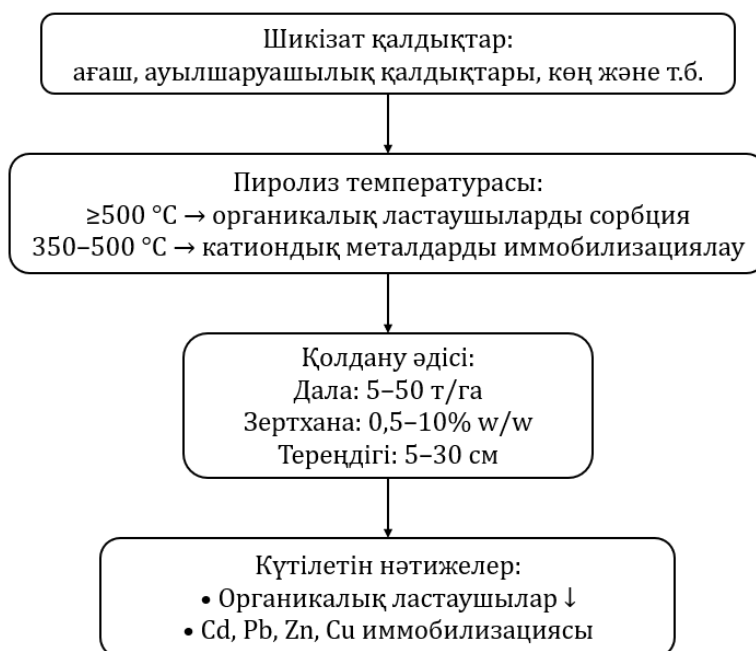 Шикізат қалдықтар:
ағаш, ауылшаруашылық қалдықтары, көң және т.б.
Пиролиз температурасы:
≥500 °C → органикалық ластаушыларды сорбция
350–500 °C → катиондық металдарды иммобилизациялау
Қолдану әдісі:
Дала: 5–50 т/га
Зертхана: 0,5–10% w/w
Тереңдігі: 5–30 см
Күтілетін нәтижелер:
• Органикалық ластаушылар ↓
• Cd, Pb, Zn, Cu иммобилизациясы